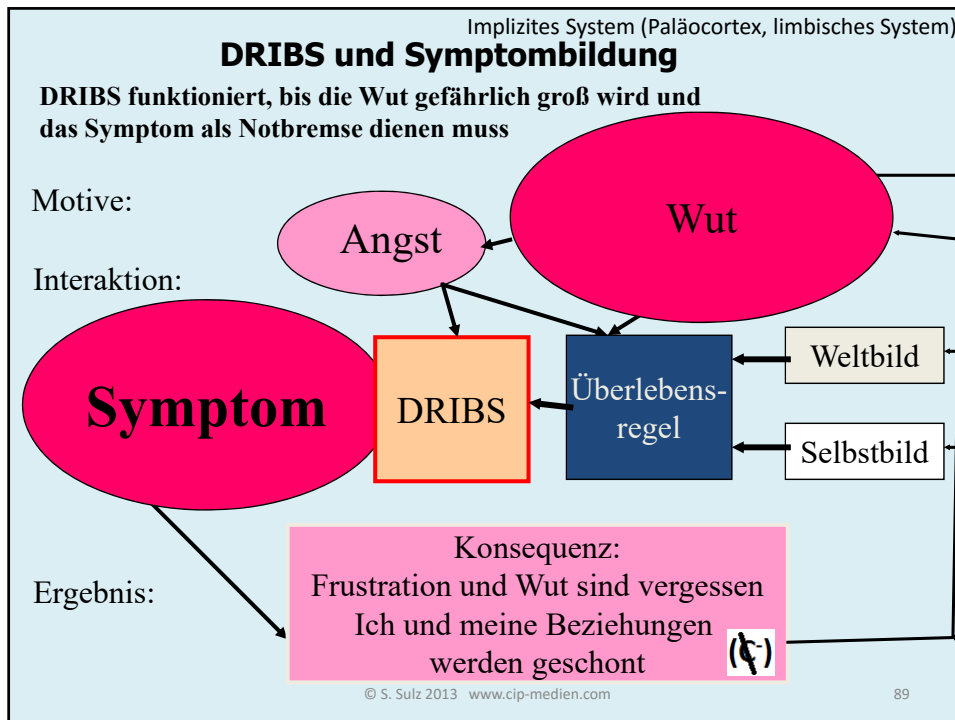 Implizites System (Paläocortex, limbisches System)
DRIBS und Symptombildung
DRIBS funktioniert, bis die Wut gefährlich groß wird und
das Symptom als Notbremse dienen muss
Motive:
Angst
Wut
Interaktion:
Symptom
DRIBS
Überlebens-
regel
Weltbild
Selbstbild
Ergebnis:
Konsequenz:
Frustration und Wut sind vergessen
Ich und meine Beziehungen
werden geschont
(C-)
© S. Sulz 2013 www.cip-medien.com
89